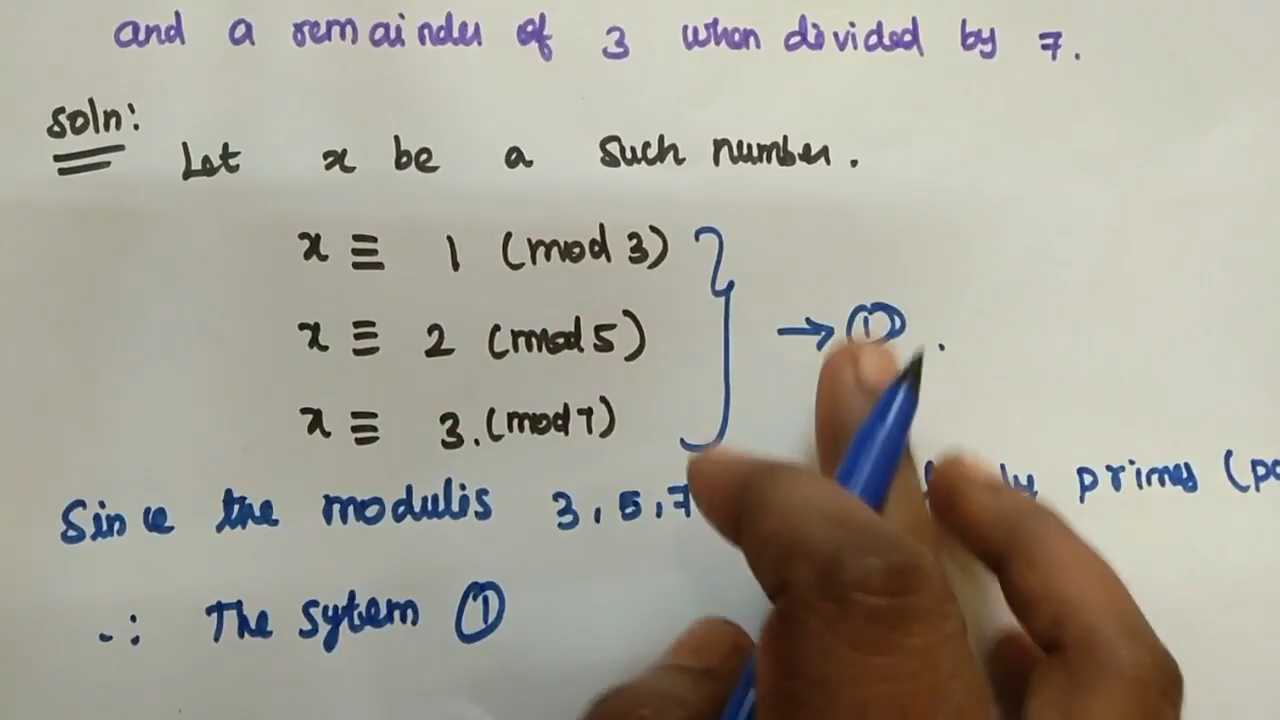 and a remainder of 3 when divided by 7.
soln:
Let x be a such number.
x ≡ 1 (mod 3)
x ≡ 2 (mod 5) → ①.
x ≡ 3. (mod 7)
Since the modulis 3, 5, 7 primes
∴ The sytem ①